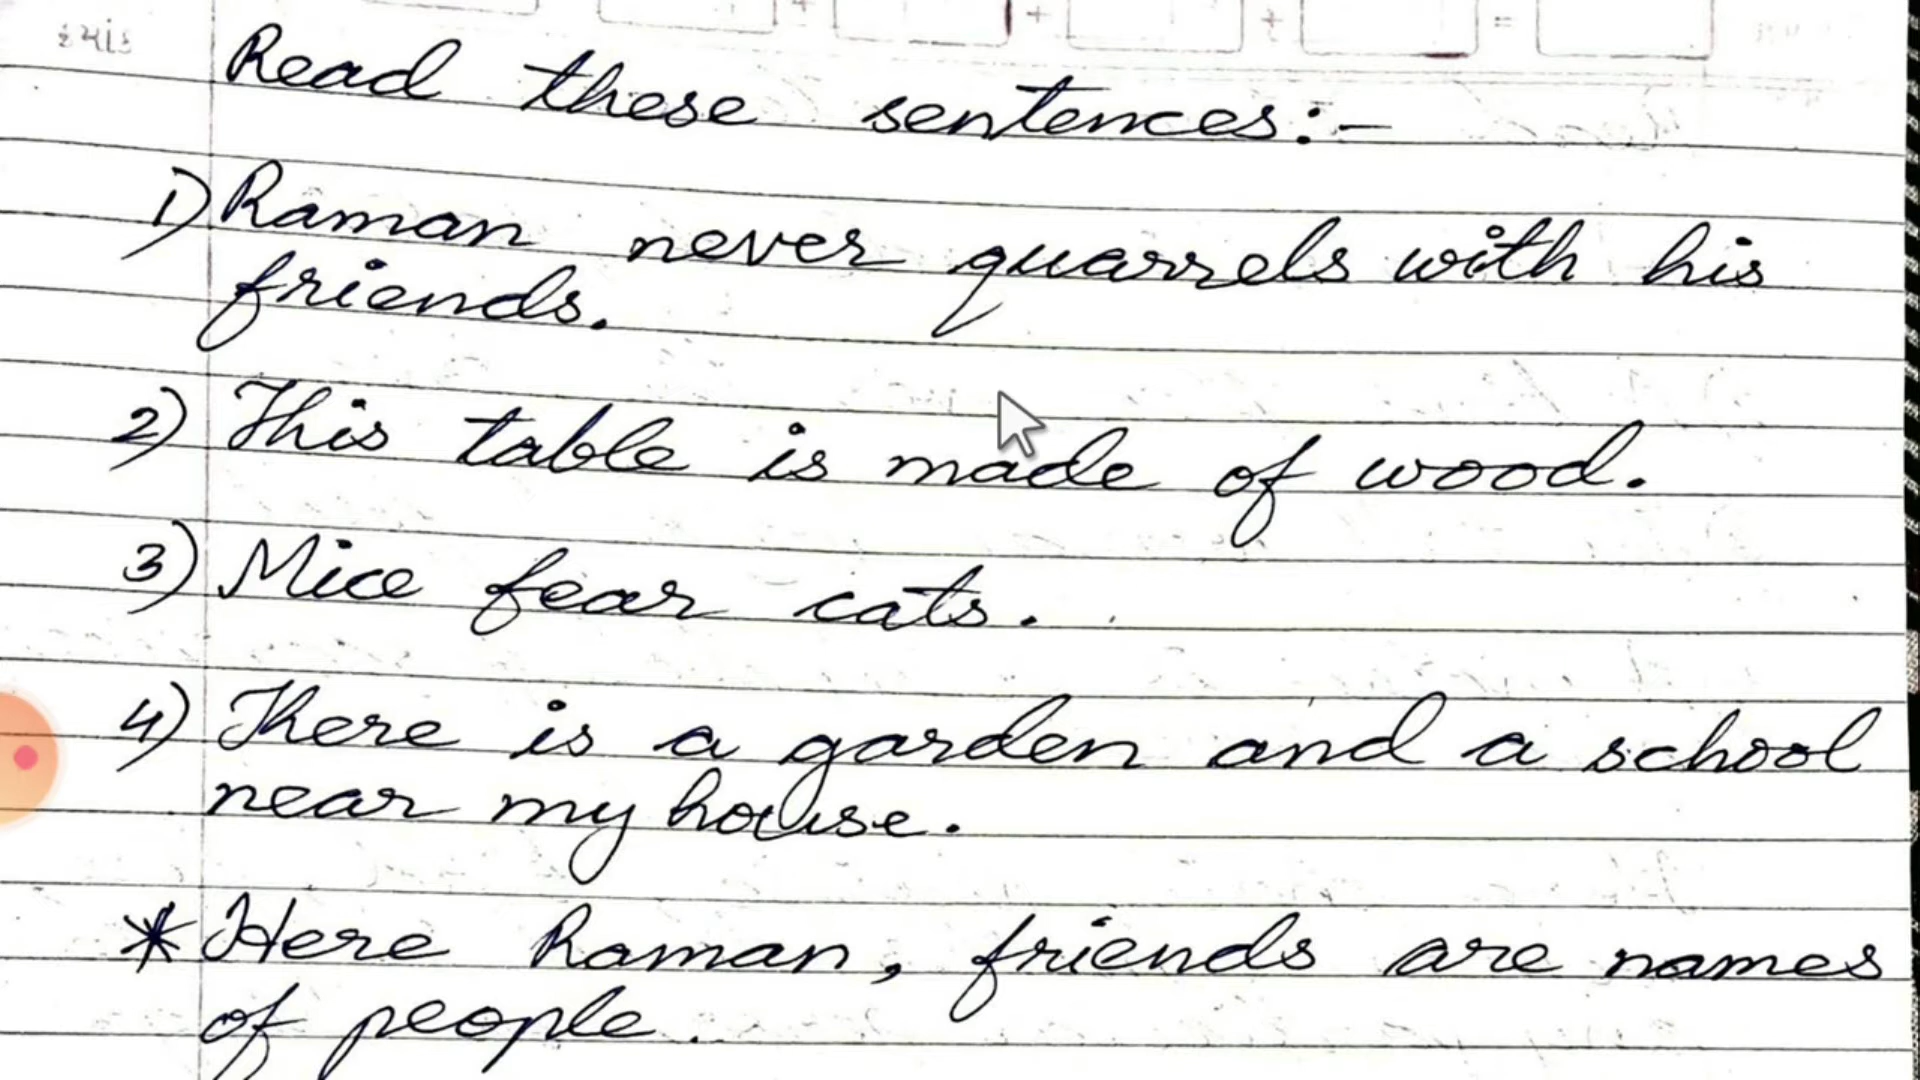 Read these sentences:-
1) Raman never quarrels with his
friends.
2) This table is made of wood.
3) Mice fear cats.
4) There is a garden and a school
near my house.
* Here Raman, friends are names
of people.